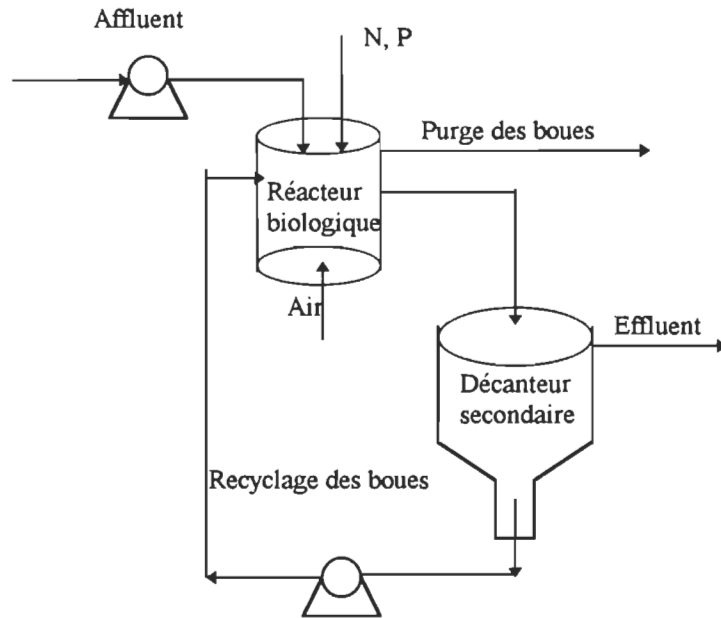 Affluent
N, P
Purge des boues
Réacteur
biologique
Air
Effluent
Décanteur
secondaire
Recyclage des boues